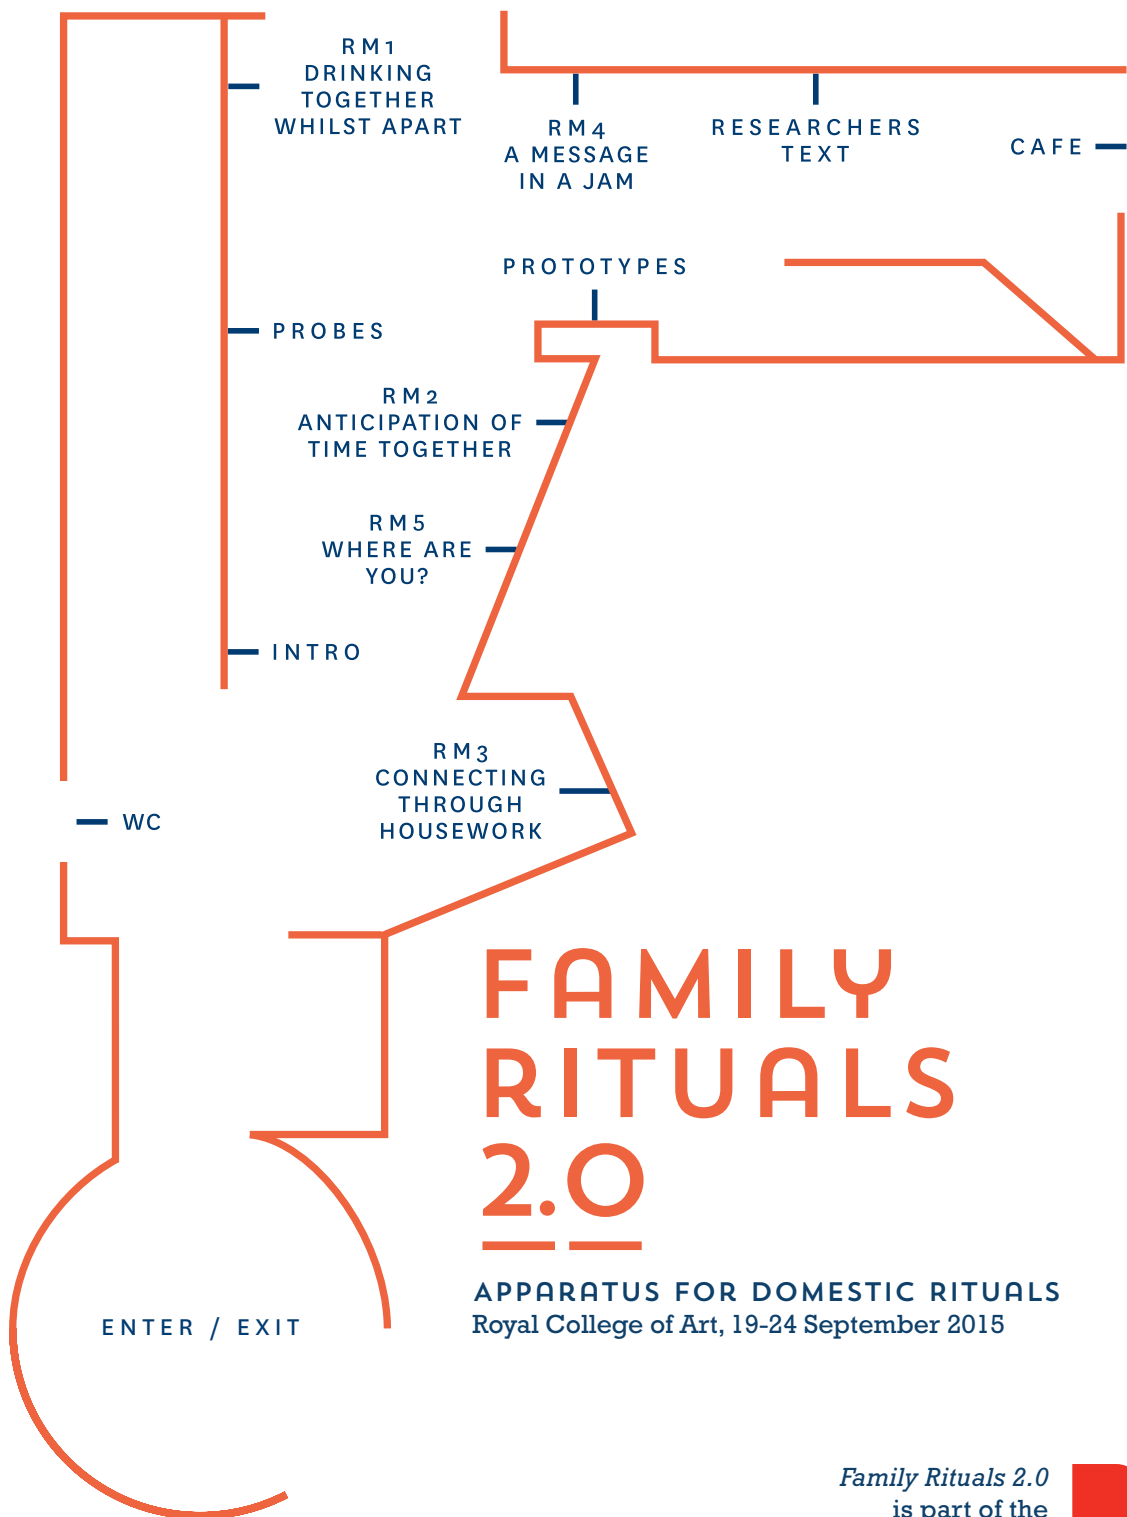 RM1
DRINKING
TOGETHER
WHILST APART
RM4
A MESSAGE
IN A JAM
RESEARCHERS
TEXT
CAFE
PROTOTYPES
PROBES
RM2
ANTICIPATION OF
TIME TOGETHER
RM5
WHERE ARE
YOU?
INTRO
RM3
CONNECTING
THROUGH
HOUSEWORK
WC
FAMILY
RITUALS
2.0
APPARATUS FOR DOMESTIC RITUALS
Royal College of Art, 19-24 September 2015
ENTER / EXIT
Family Rituals 2.0
is part of the